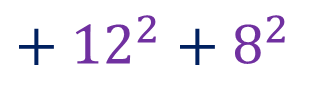 + 12² + 8²